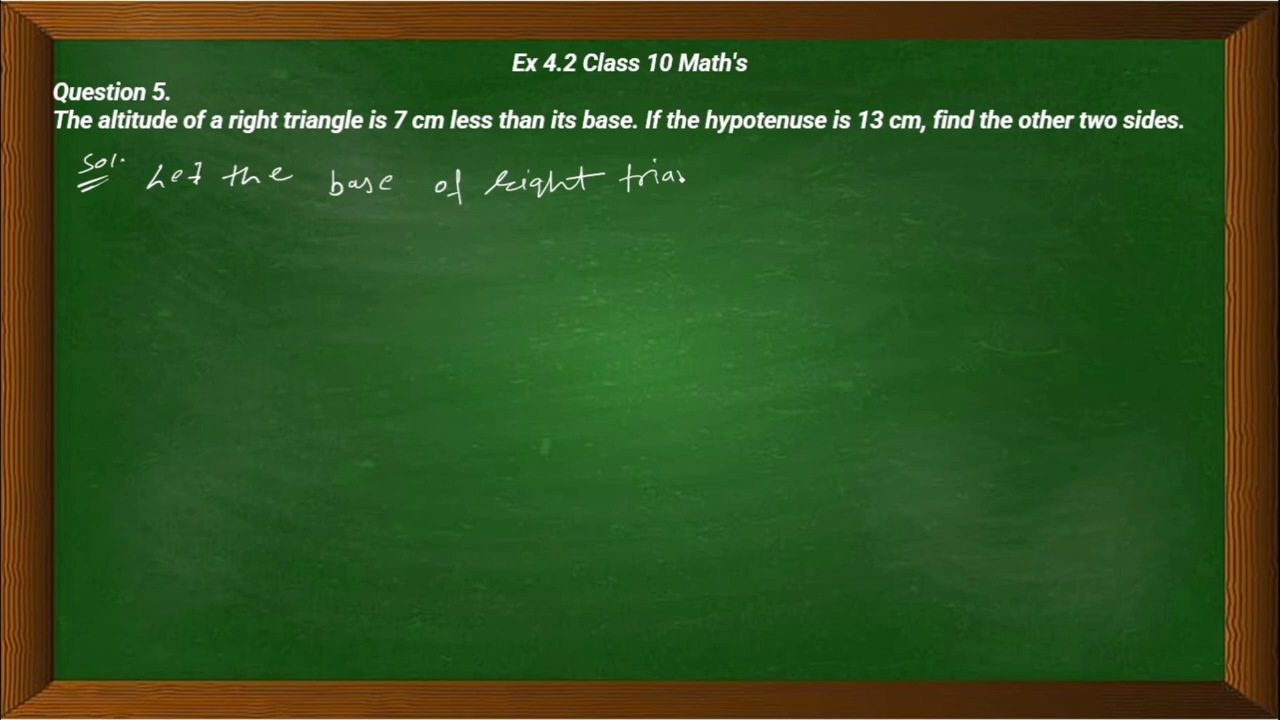 Ex 4.2 Class 10 Math's
Question 5.
The altitude of a right triangle is 7 cm less than its base. If the hypotenuse is 13 cm, find the other two sides.
Sol. Let the base of right trian